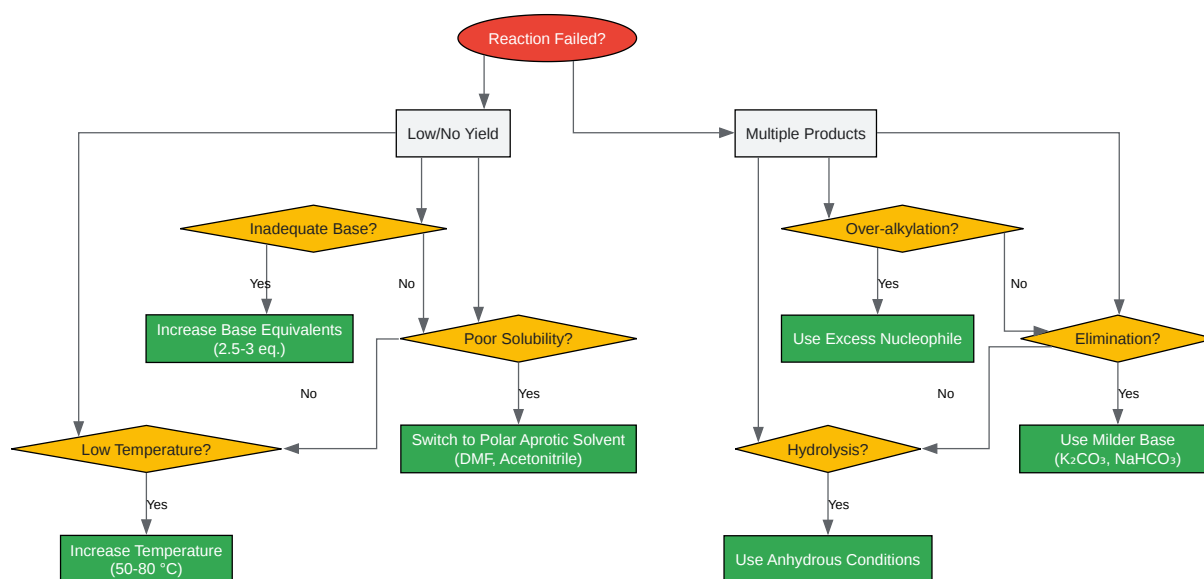 Reaction Failed?
Low/No Yield
Multiple Products
Inadequate Base?
Over-alkylation?
Yes
No
Yes
No
Increase Base Equivalents
(2.5-3 eq.)
Poor Solubility?
Use Excess Nucleophile
Elimination?
No
Yes
No
Yes
Low Temperature?
Switch to Polar Aprotic Solvent
(DMF, Acetonitrile)
Hydrolysis?
Use Milder Base
(K₂CO₃, NaHCO₃)
Yes
Yes
Increase Temperature
(50-80 °C)
Use Anhydrous Conditions